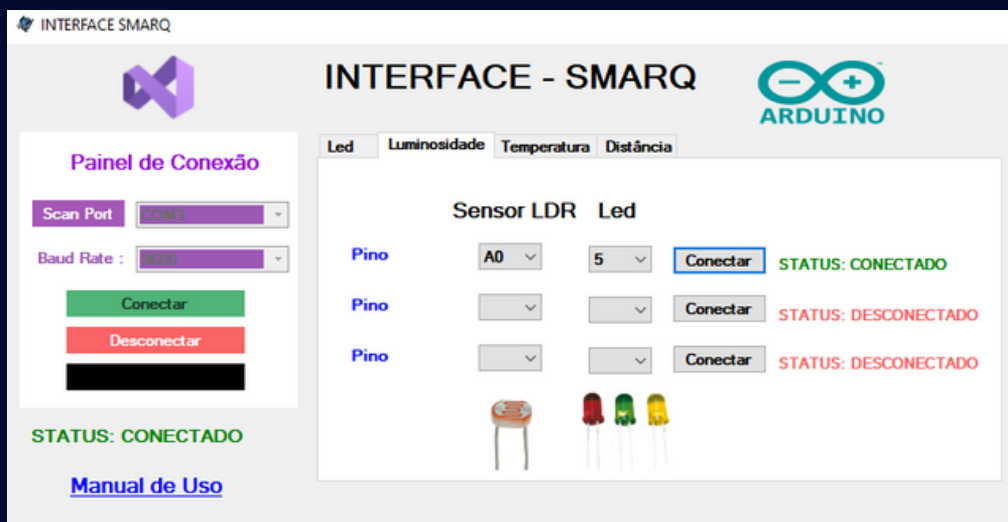 INTERFACE SMARQ
INTERFACE - SMARQ
ARDUINO
Painel de Conexão
Scan Port COM3
Baud Rate : 9600
Conectar
Desconectar
STATUS: CONECTADO
Manual de Uso
Led Luminosidade Temperatura Distância
Sensor LDR Led
Pino A0 5 Conectar STATUS: CONECTADO
Pino Conectar STATUS: DESCONECTADO
Pino Conectar STATUS: DESCONECTADO